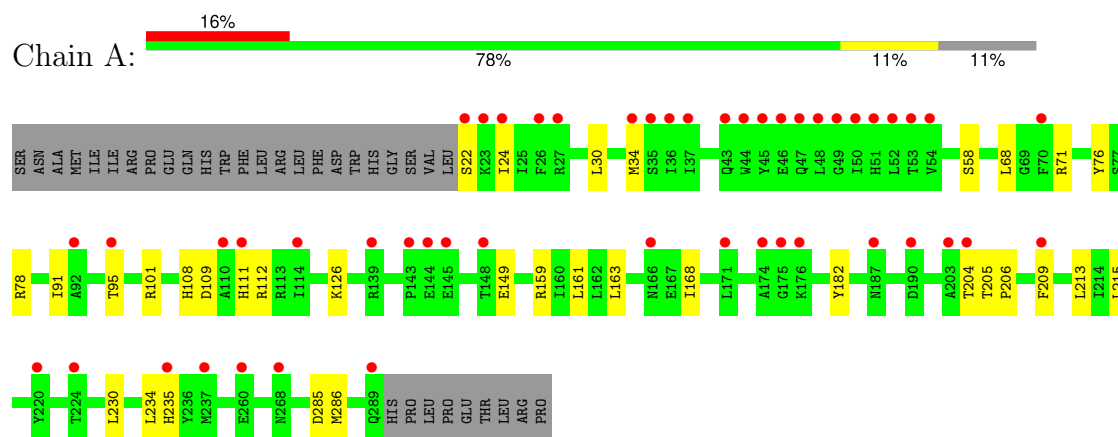 16%
Chain A:
78% 11% 11%
SER ASN ALA MET ILE ILE ARG PRO GLU GLN HIS TRP PHE LEU ARG LEU PHE ASP TRP HIS GLY SER VAL LEU S22 K23 I24 I25 F26 R27 L30 M34 S35 I36 I37 Q43 W44 Y45 E46 Q47 L48 G49 I50 H51 L52 T53 V54 S58 L68 G69 F70 R71 Y76 S77
R78 I91 A92 T95 R101 H108 D109 A110 H111 R112 R113 I114 K126 R139 P143 E144 E145 T148 E149 R159 I160 L161 L162 L163 N166 E167 I168 L171 A174 G175 K176 Y182 N187 D190 A203 T204 T205 P206 F209 L213 I214
Y220 T224 L230 L234 H235 Y236 M237 E260 N268 D285 M286 Q289 HIS PRO LEU PRO GLU THR LEU ARG PRO